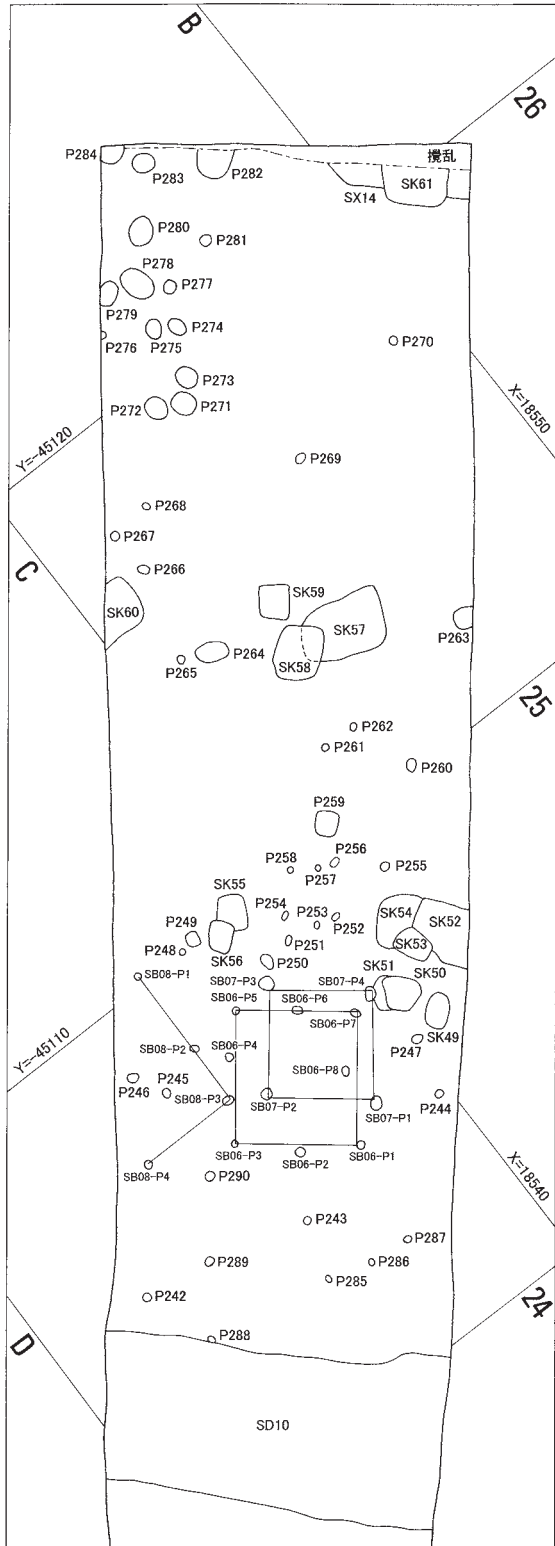 B
26
P284
P283
P282
撹乱
SK61
SX14
P280
P281
P278
P277
P279
P276
P275
P274
P270
P273
P272
P271
X=18550
Y=-45120
P269
P268
P267
C
P266
SK59
SK60
SK57
P263
P264
SK58
P265
25
P262
P261
P260
P259
P256
P258
P257
P255
SK55
P254
P253
P252
SK54
SK52
P249
SK53
P251
P248
SK56
P250
SB08-P1
SB07-P3
SB07-P4
SK51
SK50
SB06-P5
SB06-P6
SB06-P7
SK49
Y=-45110
SB08-P2
SB06-P4
P247
SB06-P8
P246
P245
SB08-P3
SB07-P2
SB07-P1
P244
SB06-P3
SB06-P2
SB06-P1
SB08-P4
P290
X=18540
P243
P287
P289
P286
P285
24
P242
D
P288
SD10